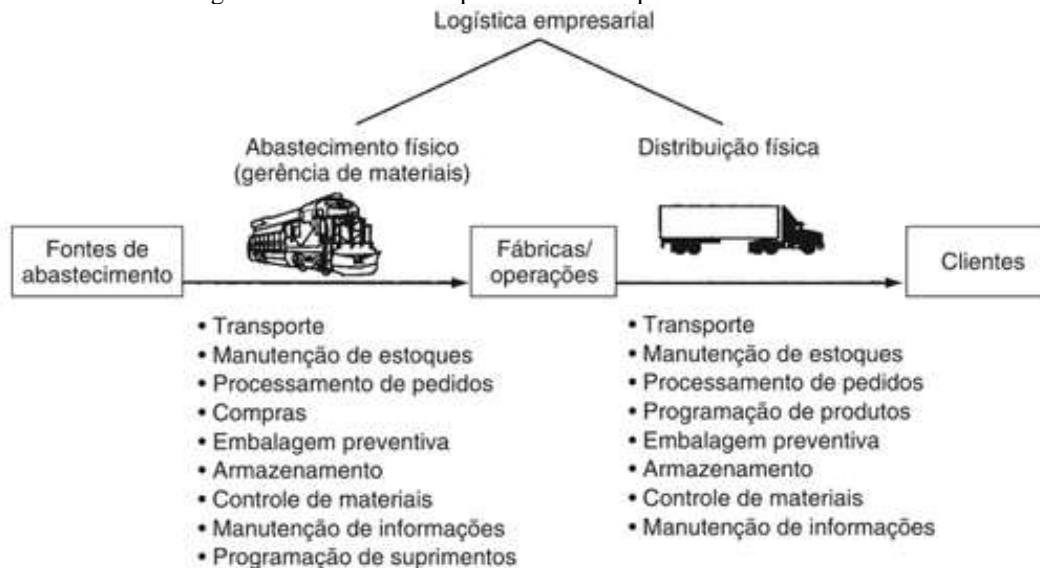 Logística empresarial
Abastecimento físico
(gerência de materiais)
Distribuição física
Fontes de
abastecimento
Fábricas/
operações
Clientes
• Transporte
• Manutenção de estoques
• Processamento de pedidos
• Compras
• Embalagem preventiva
• Armazenamento
• Controle de materiais
• Manutenção de informações
• Programação de suprimentos
• Transporte
• Manutenção de estoques
• Processamento de pedidos
• Programação de produtos
• Embalagem preventiva
• Armazenamento
• Controle de materiais
• Manutenção de informações